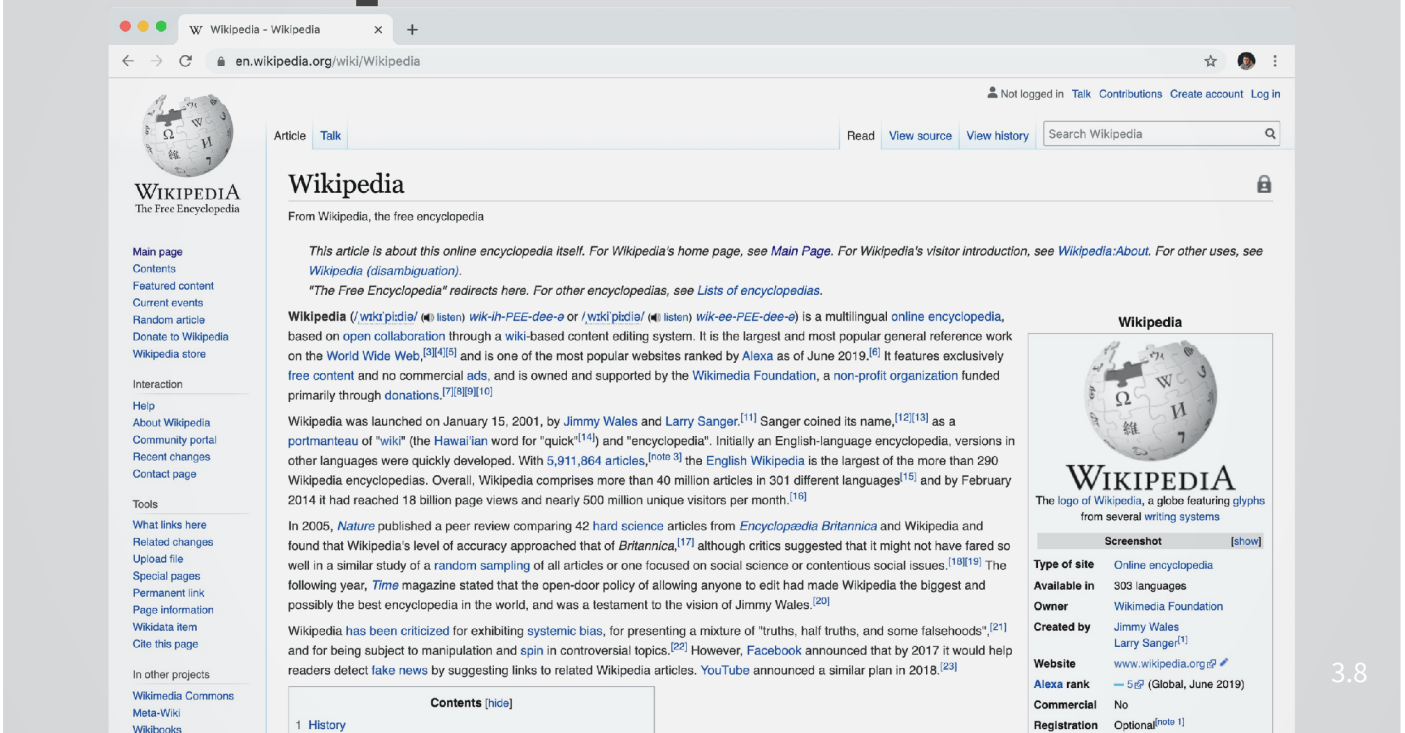 W Wikipedia - Wikipedia × +
en.wikipedia.org/wiki/Wikipedia
Not logged in Talk Contributions Create account Log in
Article Talk
Read View source View history Search Wikipedia
WIKIPEDIA
The Free Encyclopedia
Main page
Contents
Featured content
Current events
Random article
Donate to Wikipedia
Wikipedia store
Interaction
Help
About Wikipedia
Community portal
Recent changes
Contact page
Tools
What links here
Related changes
Upload file
Special pages
Permanent link
Page information
Wikidata item
Cite this page
In other projects
Wikimedia Commons
Meta-Wiki
Wikibooks
Wikipedia
From Wikipedia, the free encyclopedia
This article is about this online encyclopedia itself. For Wikipedia's home page, see Main Page. For Wikipedia's visitor introduction, see Wikipedia:About. For other uses, see
Wikipedia (disambiguation).
"The Free Encyclopedia" redirects here. For other encyclopedias, see Lists of encyclopedias.
Wikipedia (/ˌwɪkɪˈpiːdiə/ (listen) wik-ih-PEE-dee-ə or /ˌwɪkiˈpiːdiə/ (listen) wik-ee-PEE-dee-ə) is a multilingual online encyclopedia,
based on open collaboration through a wiki-based content editing system. It is the largest and most popular general reference work
on the World Wide Web,[3][4][5] and is one of the most popular websites ranked by Alexa as of June 2019.[6] It features exclusively
free content and no commercial ads, and is owned and supported by the Wikimedia Foundation, a non-profit organization funded
primarily through donations.[7][8][9][10]
Wikipedia was launched on January 15, 2001, by Jimmy Wales and Larry Sanger.[11] Sanger coined its name,[12][13] as a
portmanteau of "wiki" (the Hawai'ian word for "quick"[14]) and "encyclopedia". Initially an English-language encyclopedia, versions in
other languages were quickly developed. With 5,911,864 articles,[note 3] the English Wikipedia is the largest of the more than 290
Wikipedia encyclopedias. Overall, Wikipedia comprises more than 40 million articles in 301 different languages[15] and by February
2014 it had reached 18 billion page views and nearly 500 million unique visitors per month.[16]
In 2005, Nature published a peer review comparing 42 hard science articles from Encyclopædia Britannica and Wikipedia and
found that Wikipedia's level of accuracy approached that of Britannica,[17] although critics suggested that it might not have fared so
well in a similar study of a random sampling of all articles or one focused on social science or contentious social issues.[18][19] The
following year, Time magazine stated that the open-door policy of allowing anyone to edit had made Wikipedia the biggest and
possibly the best encyclopedia in the world, and was a testament to the vision of Jimmy Wales.[20]
Wikipedia has been criticized for exhibiting systemic bias, for presenting a mixture of "truths, half truths, and some falsehoods",[21]
and for being subject to manipulation and spin in controversial topics.[22] However, Facebook announced that by 2017 it would help
readers detect fake news by suggesting links to related Wikipedia articles. YouTube announced a similar plan in 2018.[23]
Contents [hide]
1 History
Wikipedia
WIKIPEDIA
The logo of Wikipedia, a globe featuring glyphs
from several writing systems
Screenshot [show]
Type of site Online encyclopedia
Available in 303 languages
Owner Wikimedia Foundation
Created by Jimmy Wales
Larry Sanger[1]
Website www.wikipedia.org
Alexa rank 5 (Global, June 2019)
Commercial No
Registration Optional[note 1]
3.8